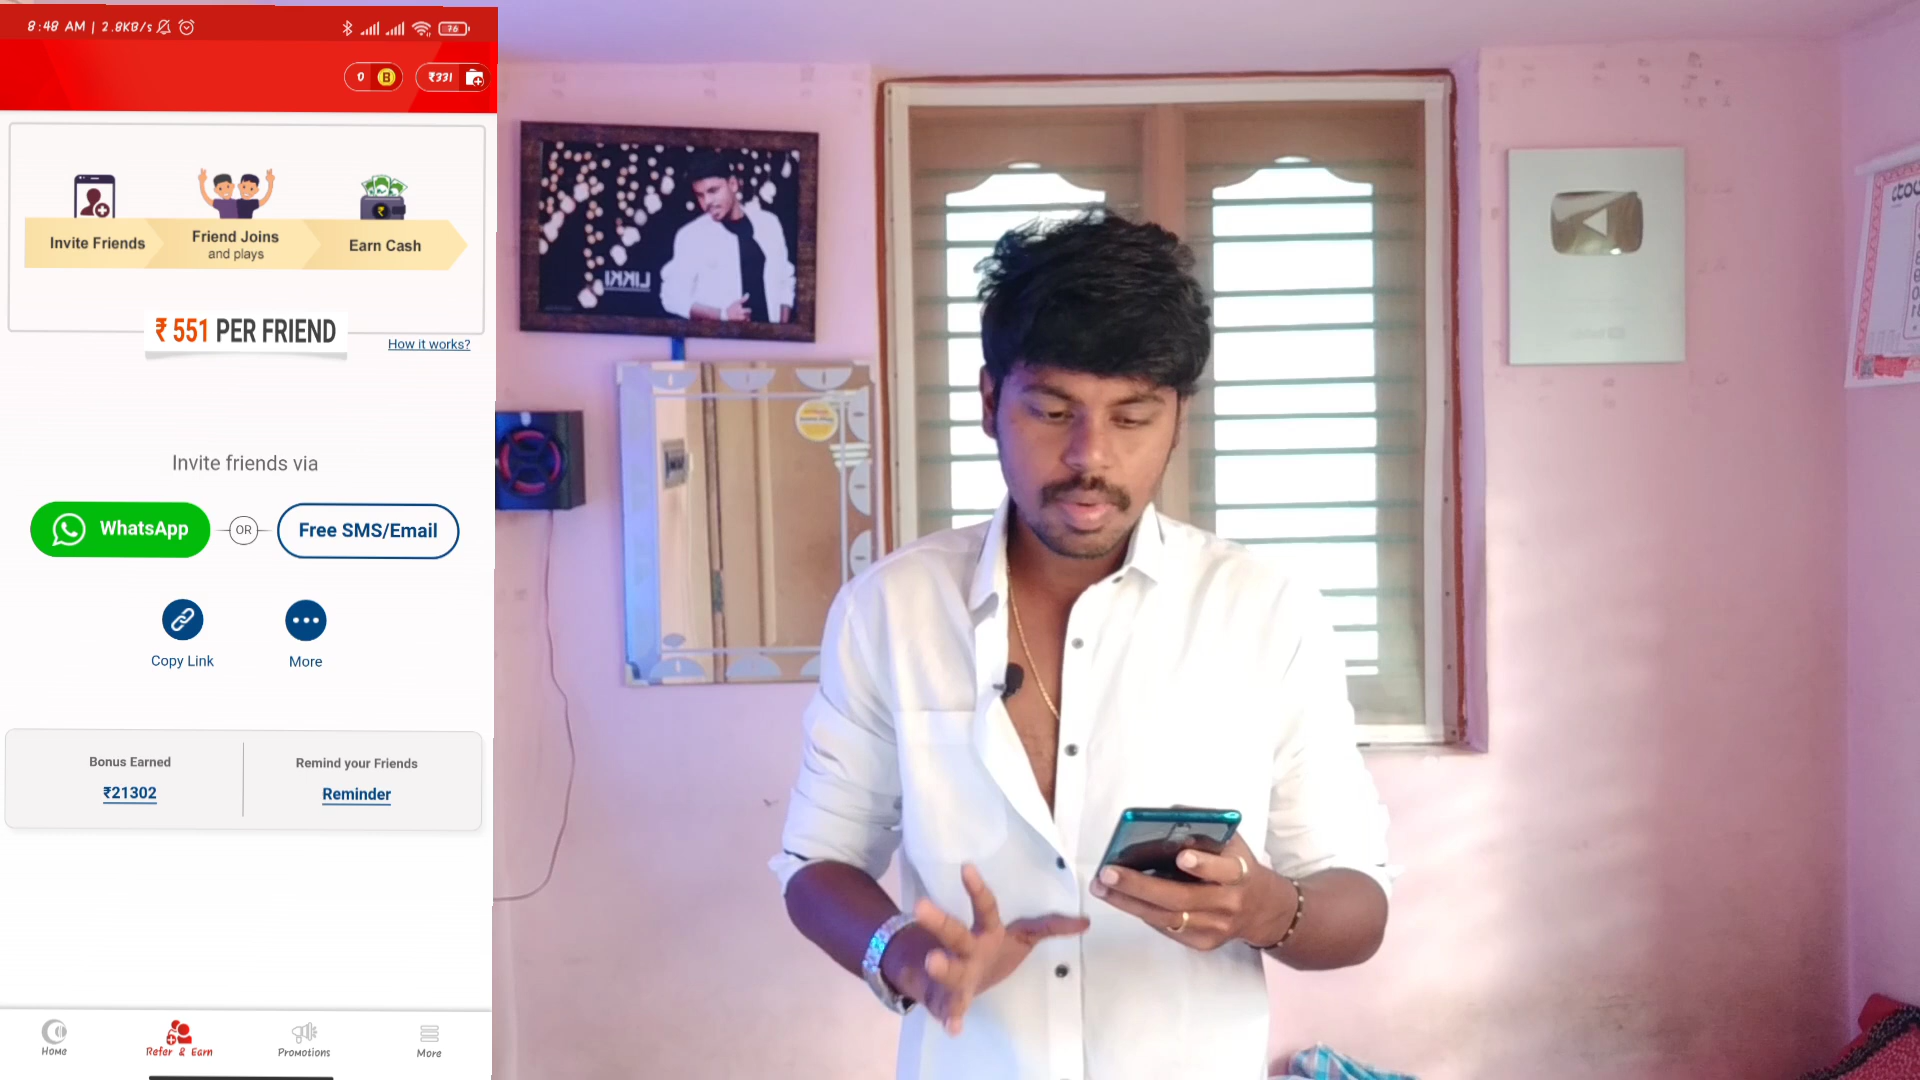 8:48 AM | 2.8KB/s
76
0 B
₹331
Invite Friends
Friend Joins
and plays
Earn Cash
₹ 551 PER FRIEND
How it works?
Invite friends via
WhatsApp
OR
Free SMS/Email
Copy Link
More
Bonus Earned
₹21302
Remind your Friends
Reminder
Home
Refer & Earn
Promotions
More
LIKKI